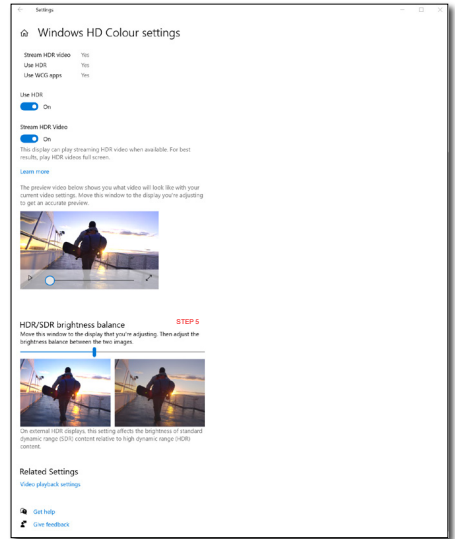 Settings
Windows HD Colour settings
Stream HDR video Yes
Use HDR Yes
Use WCG apps Yes
Use HDR
On
Stream HDR Video
On
This display can play streaming HDR video when available. For best
results, play HDR videos full screen.
Learn more
The preview video below shows you what video will look like with your
current video settings. Move this window to the display you're adjusting
to get an accurate preview.
HDR/SDR brightness balance STEP 5
Move this window to the display that you're adjusting. Then adjust the
brightness balance between the two images.
On external HDR displays, this setting affects the brightness of standard
dynamic range (SDR) content relative to high dynamic range (HDR)
content.
Related Settings
Video playback settings
Get help
Give feedback